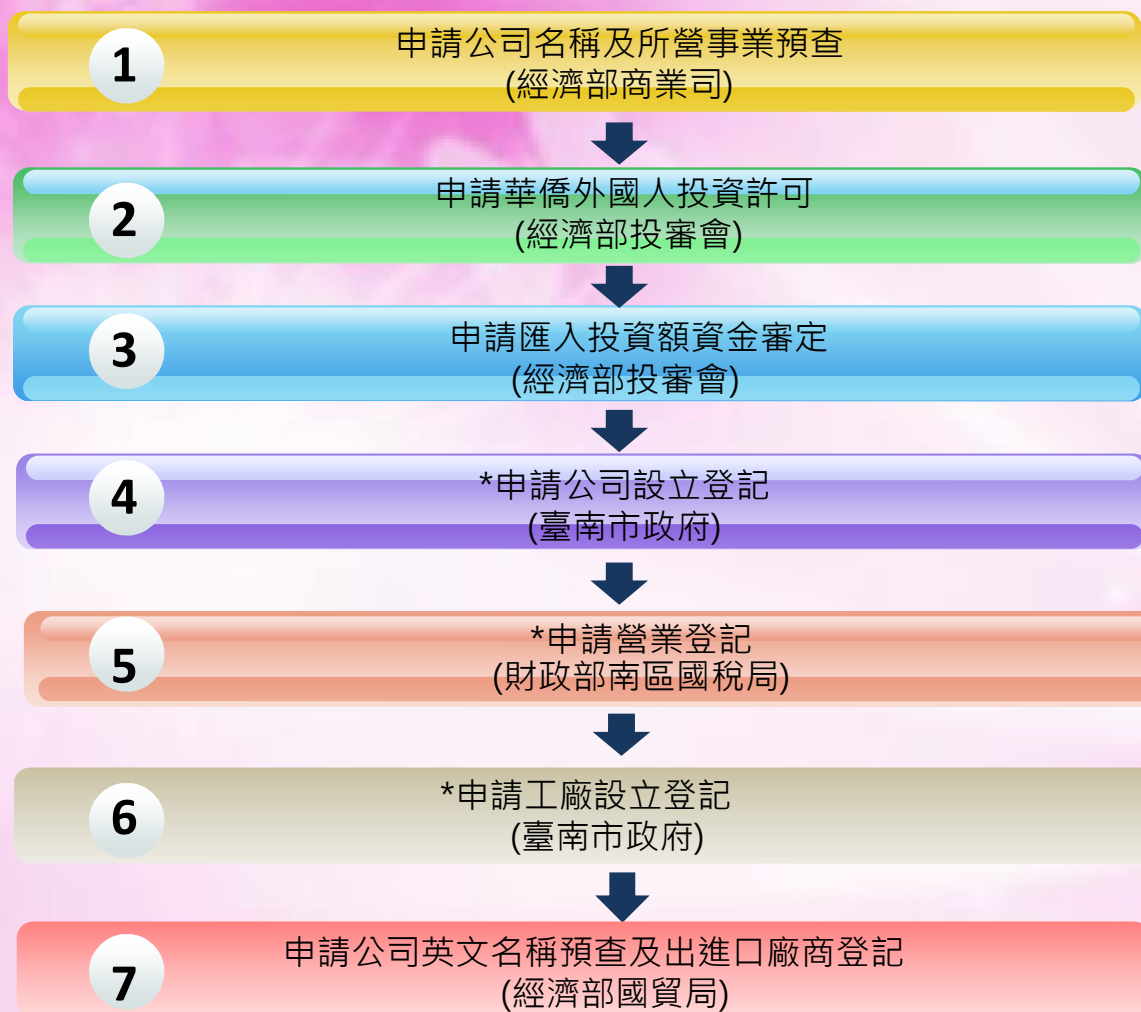 1
申請公司名稱及所營事業預查
(經濟部商業司)
2
申請華僑外國人投資許可
(經濟部投審會)
3
申請匯入投資額資金審定
(經濟部投審會)
4
*申請公司設立登記
(臺南市政府)
5
*申請營業登記
(財政部南區國稅局)
6
*申請工廠設立登記
(臺南市政府)
7
申請公司英文名稱預查及出進口廠商登記
(經濟部國貿局)